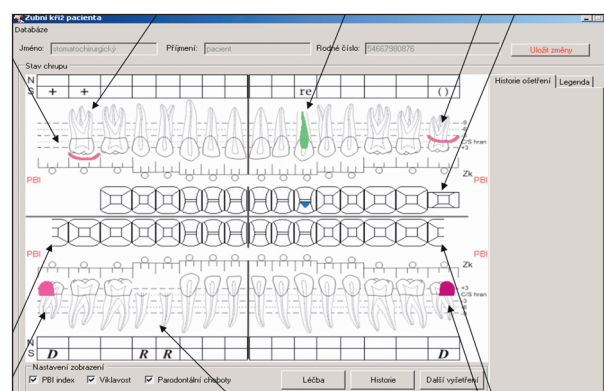 Zubní kříž pacienta
Databáze
Jméno: stomatochirurgický Příjmení: pacient Rodné číslo: 54667980876 Uložit změny
Stav chrupu
Historie ošetření Legenda
N
S + + re ()
-9
-6
-3
C/S hran
+3
Zk
PBI PBI
PBI PBI
Zk
+3
C/S hran
-3
-6
-9
N
S D R R D
Nastavení zobrazení
PBI index Viklavost Parodontální choboty Léčba Historie Další vyšetření